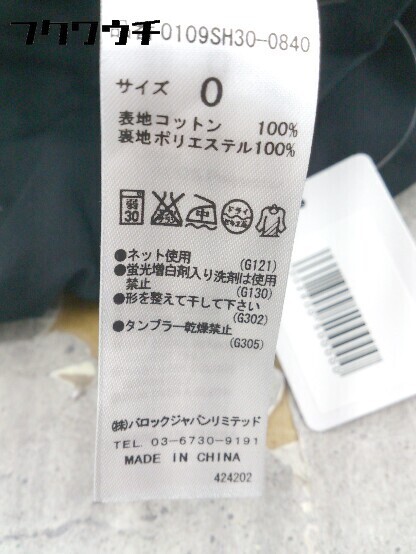 フクワウチ
0109SH30-0840
サイズ 0
表地コットン 100%
裏地ポリエステル100%
弱 30
中
ドライ
●ネット使用
(G121)
●蛍光増白剤入り洗剤は使用
禁止
(G130)
●形を整えて干して下さい
(G302)
●タンブラー乾燥禁止
(G305)
㈱バロックジャパンリミテッド
TEL. 03-6730-9191
MADE IN CHINA
424202